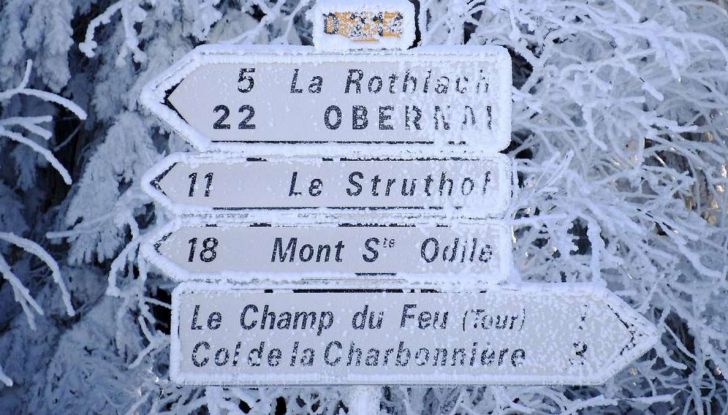 5 La Rothlach
22 OBERNAI
11 Le Struthof
18 Mont Ste Odile
Le Champ du Feu (Tour)
Col de la Charbonnière